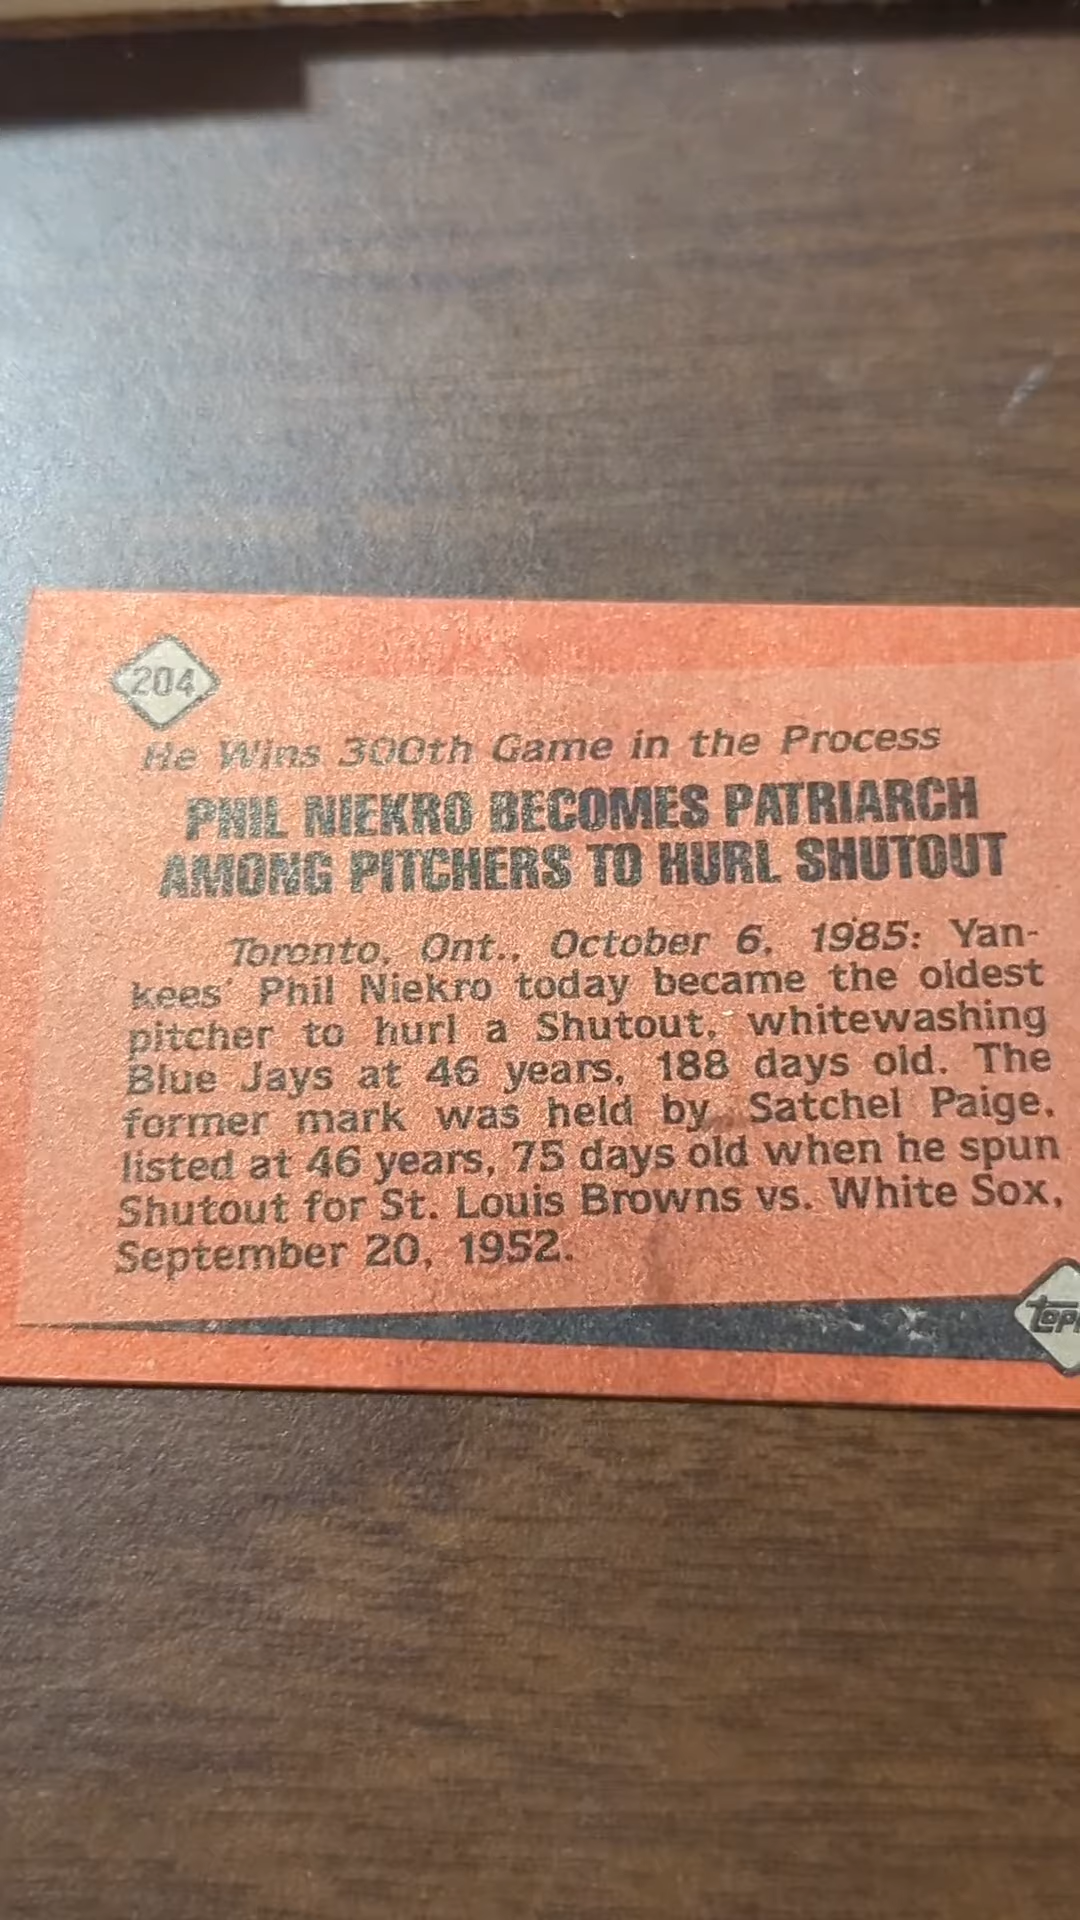 204
He Wins 300th Game in the Process
PHIL NIEKRO BECOMES PATRIARCH
AMONG PITCHERS TO HURL SHUTOUT
Toronto, Ont., October 6, 1985: Yan-
kees' Phil Niekro today became the oldest
pitcher to hurl a Shutout, whitewashing
Blue Jays at 46 years, 188 days old. The
former mark was held by Satchel Paige,
listed at 46 years, 75 days old when he spun
Shutout for St. Louis Browns vs. White Sox,
September 20, 1952.